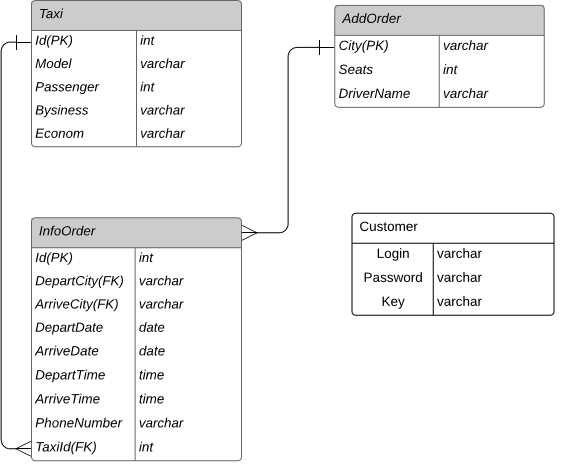 Taxi
Id(PK) int
Model varchar
Passenger int
Bysiness varchar
Econom varchar
AddOrder
City(PK) varchar
Seats int
DriverName varchar
InfoOrder
Id(PK) int
DepartCity(FK) varchar
ArriveCity(FK) varchar
DepartDate date
ArriveDate date
DepartTime time
ArriveTime time
PhoneNumber varchar
TaxiId(FK) int
Customer
Login varchar
Password varchar
Key varchar